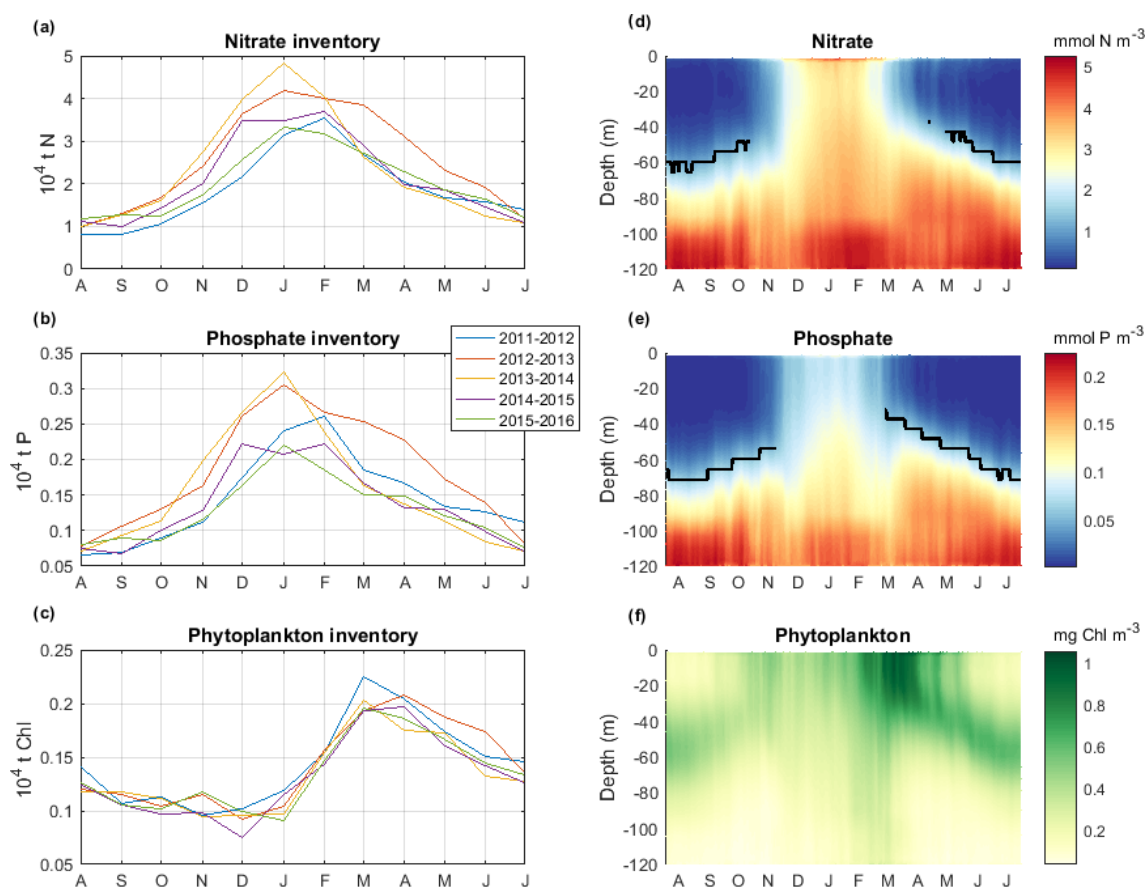 (a)
Nitrate inventory
10⁴ t N
5
4
3
2
1
0
A S O N D J F M A M J J
(b)
Phosphate inventory
10⁴ t P
0.35
0.3
0.25
0.2
0.15
0.1
0.05
A S O N D J F M A M J J
2011-2012
2012-2013
2013-2014
2014-2015
2015-2016
(c)
Phytoplankton inventory
10⁴ t Chl
0.25
0.2
0.15
0.1
0.05
A S O N D J F M A M J J
(d)
Nitrate
mmol N m⁻³
Depth (m)
0
-20
-40
-60
-80
-100
-120
A S O N D J F M A M J J
5
4
3
2
1
(e)
Phosphate
mmol P m⁻³
Depth (m)
0
-20
-40
-60
-80
-100
-120
A S O N D J F M A M J J
0.2
0.15
0.1
0.05
(f)
Phytoplankton
mg Chl m⁻³
Depth (m)
0
-20
-40
-60
-80
-100
-120
A S O N D J F M A M J J
1
0.8
0.6
0.4
0.2